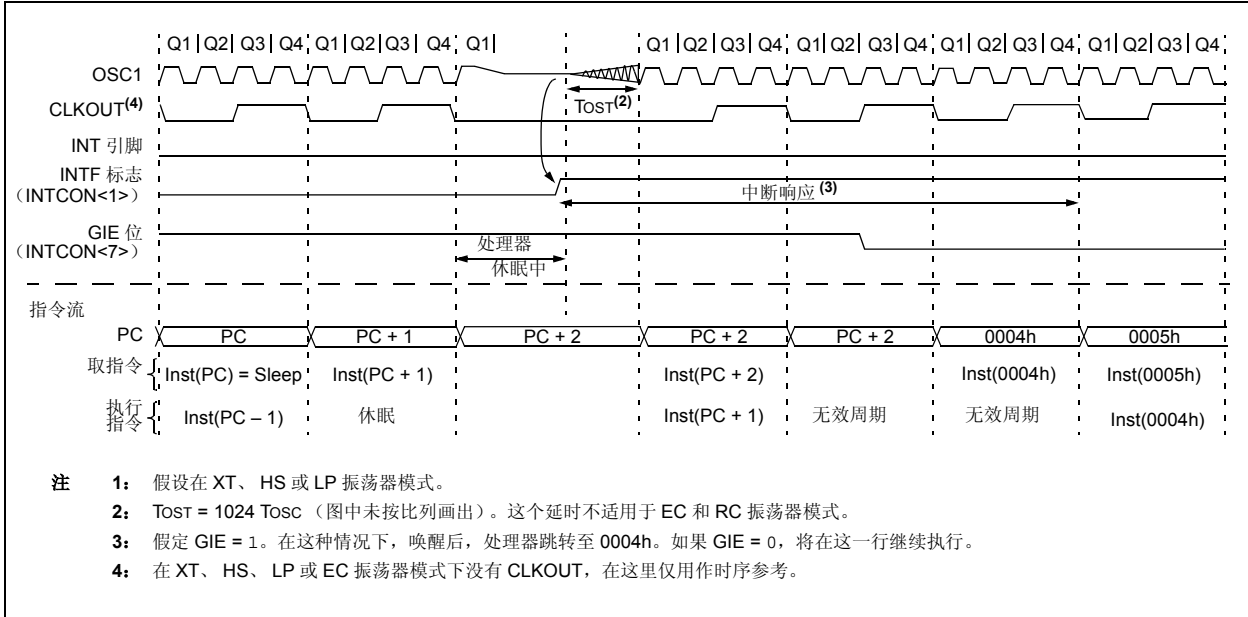 Q1 Q2 Q3 Q4 Q1 Q2 Q3 Q4 Q1 Q1 Q2 Q3 Q4 Q1 Q2 Q3 Q4 Q1 Q2 Q3 Q4 Q1 Q2 Q3 Q4
OSC1
CLKOUT(4)
TOST(2)
INT 引脚
INTF 标志
（INTCON<1>）
中断响应 (3)
GIE 位
（INTCON<7>）
处理器
休眠中
指令流
PC PC PC + 1 PC + 2 PC + 2 PC + 2 0004h 0005h
取指令 Inst(PC) = Sleep Inst(PC + 1) Inst(PC + 2) Inst(0004h) Inst(0005h)
执行
指令 Inst(PC – 1) 休眠 Inst(PC + 1) 无效周期 无效周期 Inst(0004h)
注 1： 假设在 XT、 HS 或 LP 振荡器模式。
2： TOST = 1024 TOSC （图中未按比列画出）。这个延时不适用于 EC 和 RC 振荡器模式。
3： 假定 GIE = 1。在这种情况下，唤醒后，处理器跳转至 0004h。如果 GIE = 0，将在这一行继续执行。
4： 在 XT、 HS、 LP 或 EC 振荡器模式下没有 CLKOUT，在这里仅用作时序参考。